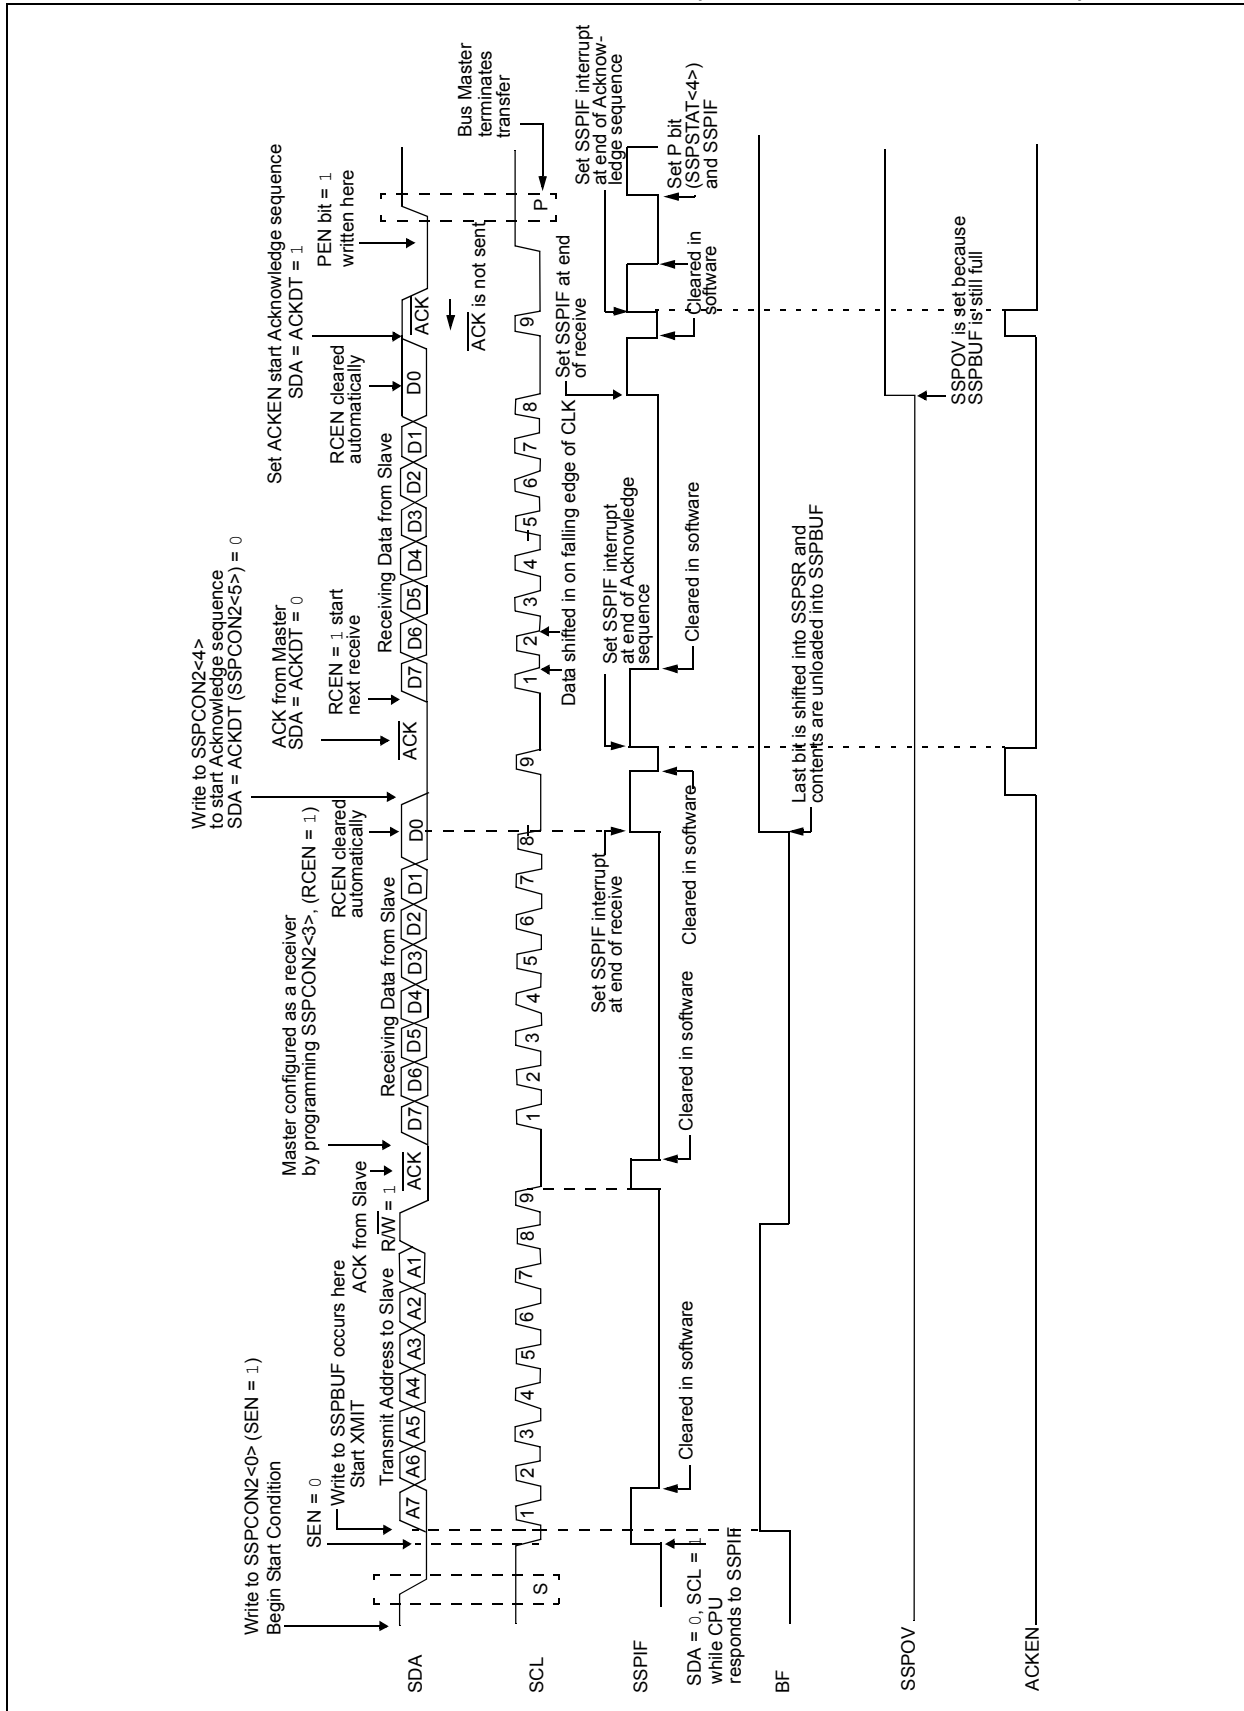 Write to SSPCON2<0> (SEN = 1)
Begin Start Condition
SEN = 0
Write to SSPBUF occurs here
Start XMIT
Transmit Address to Slave
ACK from Slave
R/W = 1
Master configured as a receiver
by programming SSPCON2<3>, (RCEN = 1)
Receiving Data from Slave
RCEN cleared
automatically
Write to SSPCON2<4>
to start Acknowledge sequence
SDA = ACKDT (SSPCON2<5>) = 0
ACK from Master
SDA = ACKDT = 0
RCEN = 1 start
next receive
Receiving Data from Slave
RCEN cleared
automatically
Set ACKEN start Acknowledge sequence
SDA = ACKDT = 1
PEN bit = 1
written here
SDA
A7 A6 A5 A4 A3 A2 A1 ACK D7 D6 D5 D4 D3 D2 D1 D0 ACK D7 D6 D5 D4 D3 D2 D1 D0 ACK
ACK is not sent
Bus Master
terminates
transfer
SCL
S 1 2 3 4 5 6 7 8 9 1 2 3 4 5 6 7 8 9 1 2 3 4 5 6 7 8 9 P
Data shifted in on falling edge of CLK
Set SSPIF at end
of receive
Set SSPIF interrupt
at end of Acknow-
ledge sequence
Set SSPIF interrupt
at end of receive
Set SSPIF interrupt
at end of Acknowledge
sequence
SSPIF
Cleared in software
Cleared in software
Cleared in software
Cleared in software
Cleared in
software
Set P bit
(SSPSTAT<4>)
and SSPIF
SDA = 0, SCL = 1
while CPU
responds to SSPIF
BF
Last bit is shifted into SSPSR and
contents are unloaded into SSPBUF
SSPOV
SSPOV is set because
SSPBUF is still full
ACKEN